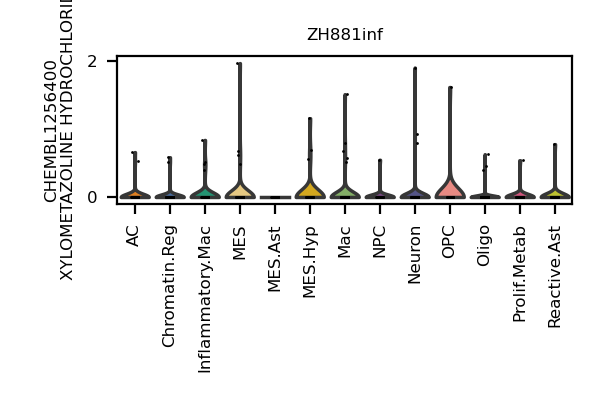 ZH881inf
CHEMBL1256400
XYLOMETAZOLINE
2
0
AC
Chromatin.Reg
Inflammatory.Mac
MES
MES.Ast
MES.Hyp
Mac
NPC
Neuron
OPC
Oligo
Prolif.Metab
Reactive.Ast